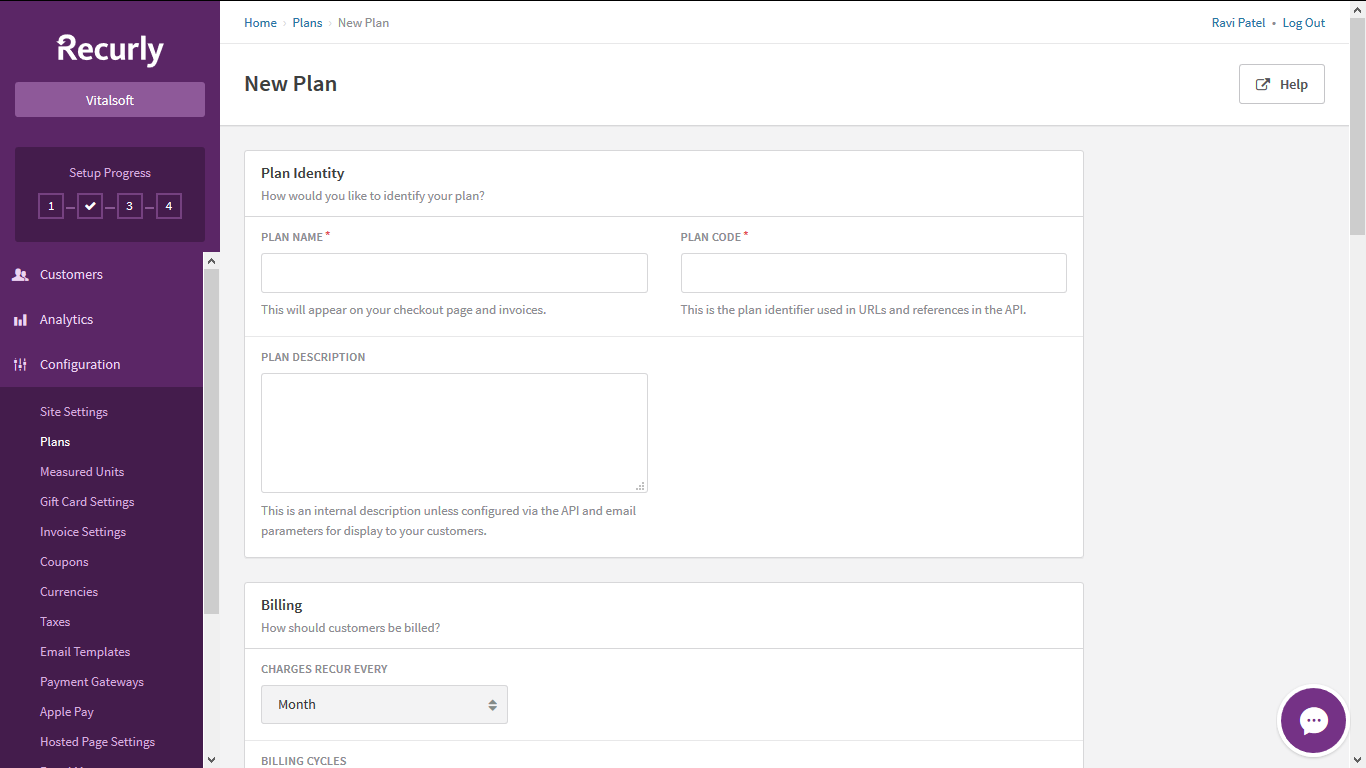 Recurly
Vitalsoft
Setup Progress
1
3
4
Customers
Analytics
Configuration
Site Settings
Plans
Measured Units
Gift Card Settings
Invoice Settings
Coupons
Currencies
Taxes
Email Templates
Payment Gateways
Apple Pay
Hosted Page Settings
Home › Plans › New Plan
Ravi Patel • Log Out
New Plan
Help
Plan Identity
How would you like to identify your plan?
PLAN NAME*
This will appear on your checkout page and invoices.
PLAN CODE*
This is the plan identifier used in URLs and references in the API.
PLAN DESCRIPTION
This is an internal description unless configured via the API and email
parameters for display to your customers.
Billing
How should customers be billed?
CHARGES RECUR EVERY
Month
BILLING CYCLES